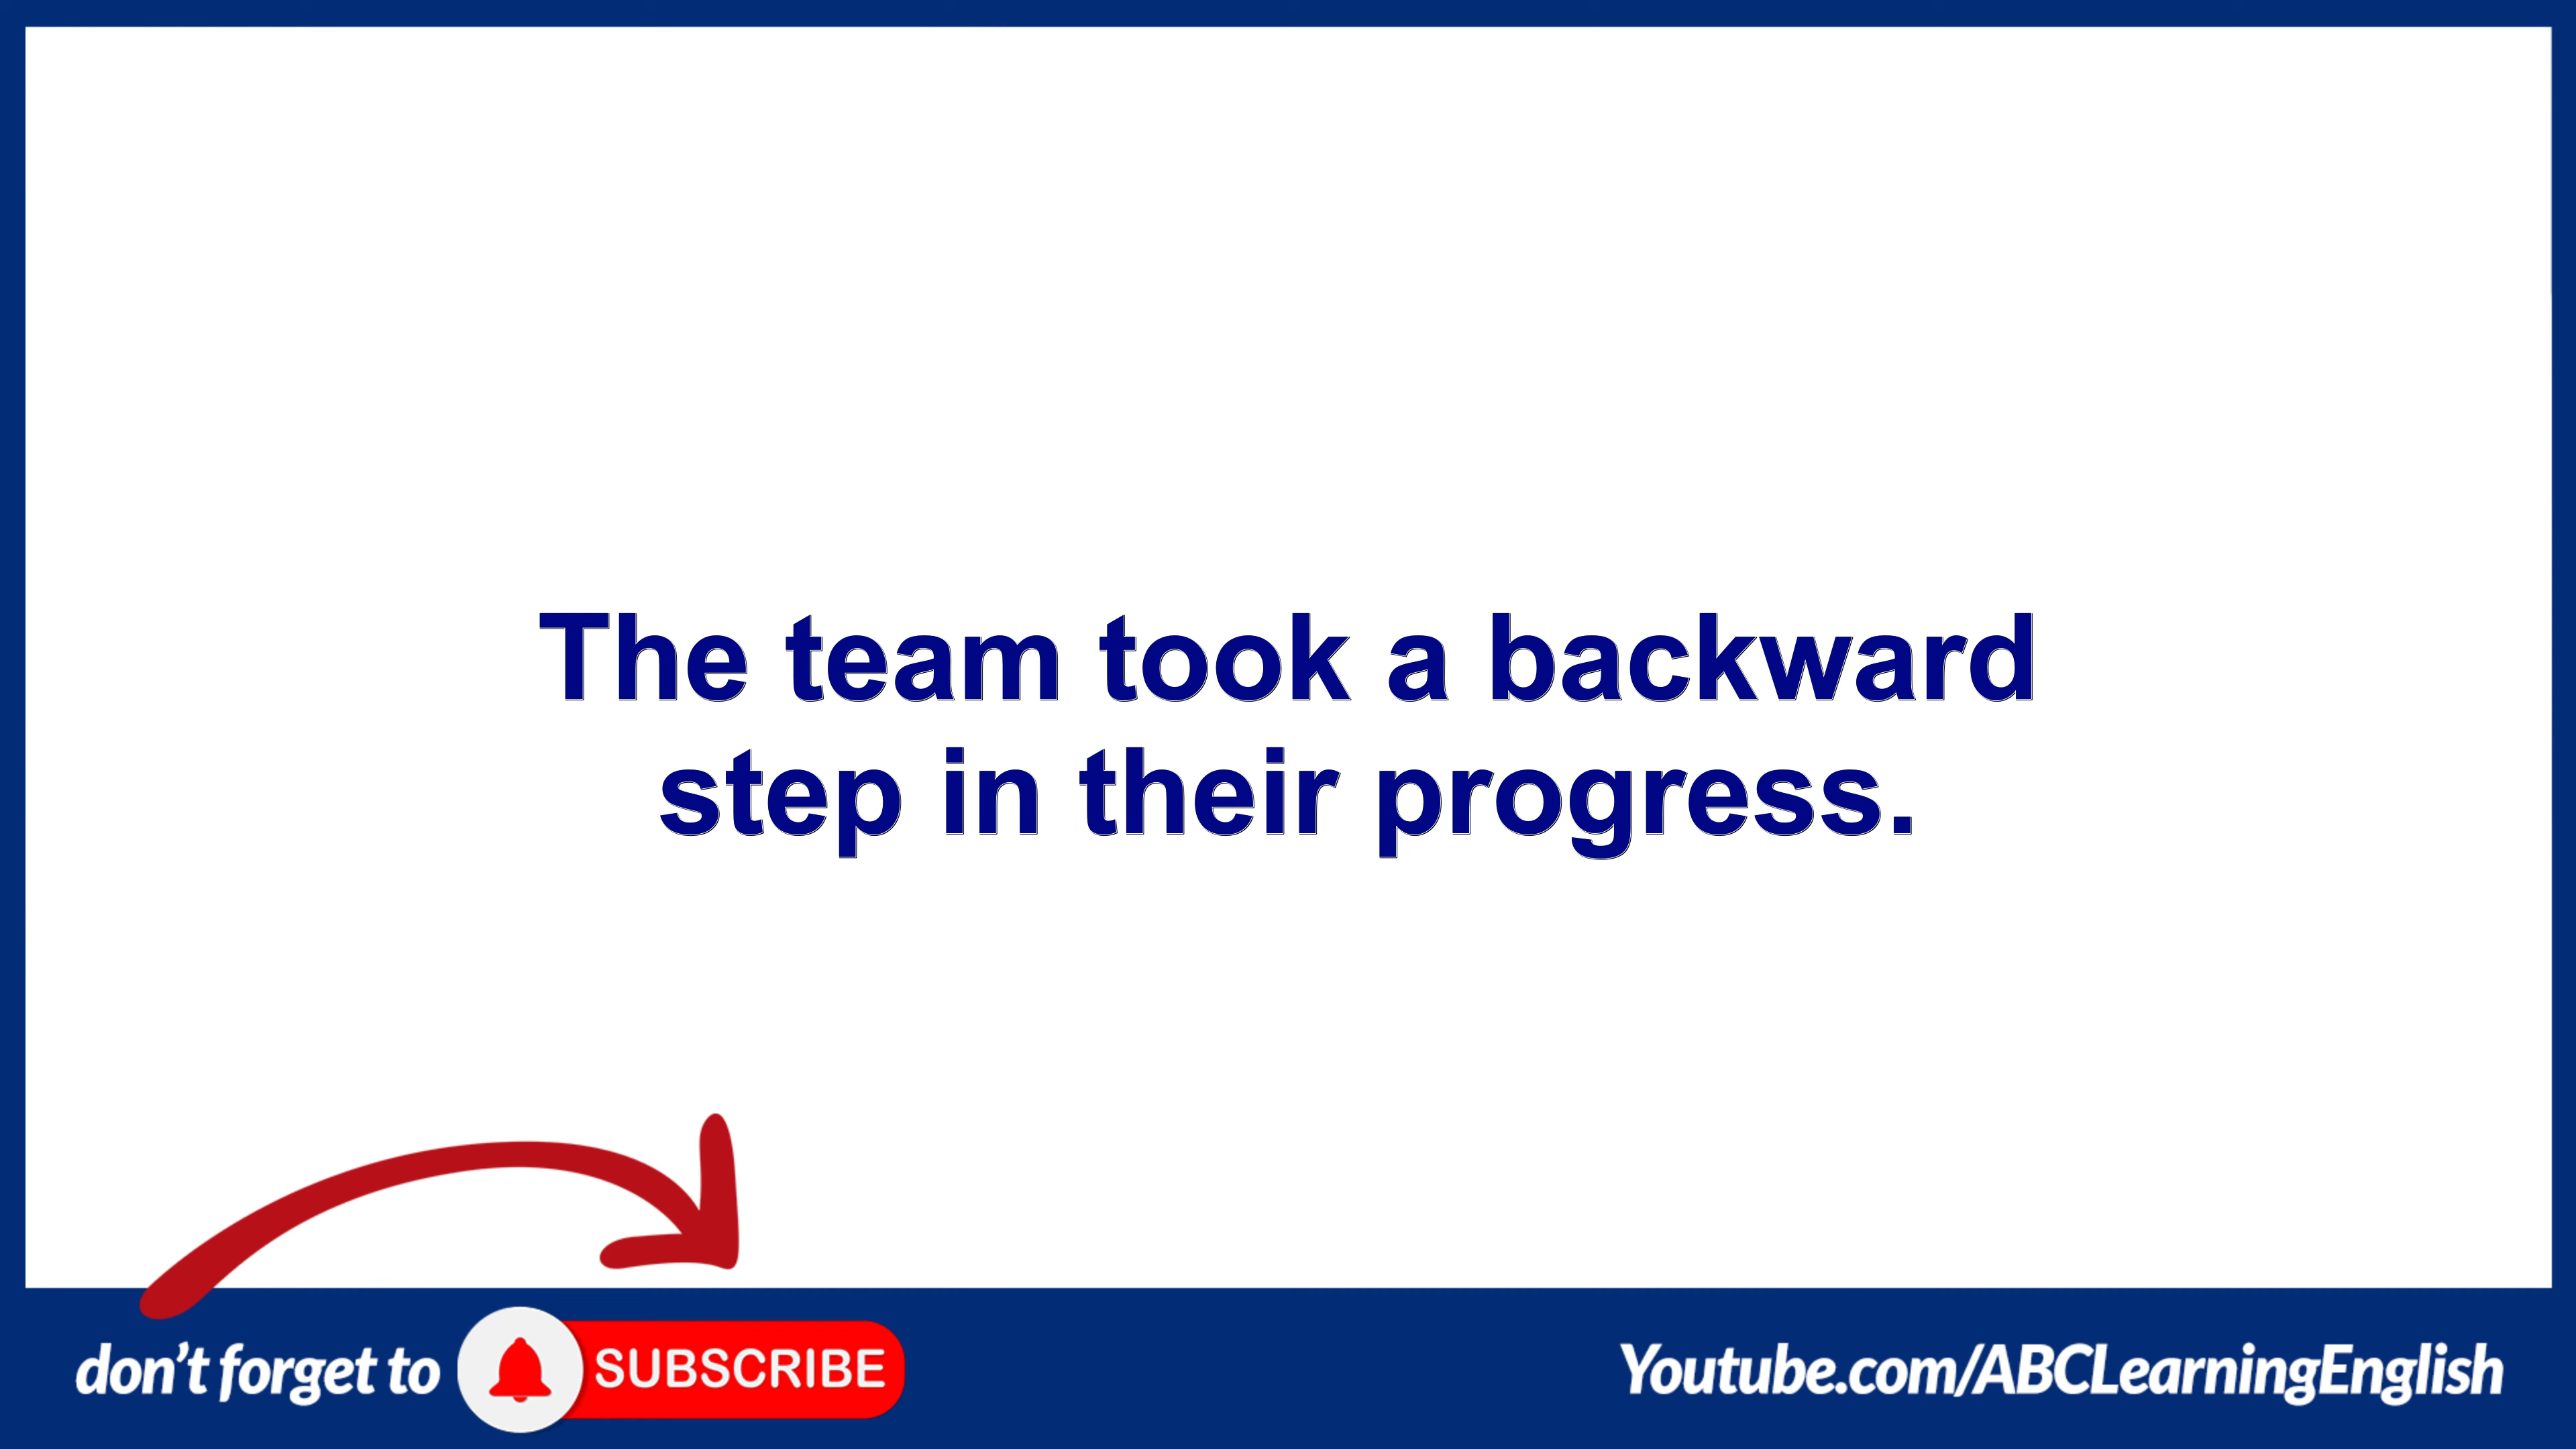 The team took a backward
step in their progress.
don't forget to SUBSCRIBE
Youtube.com/ABCLearningEnglish